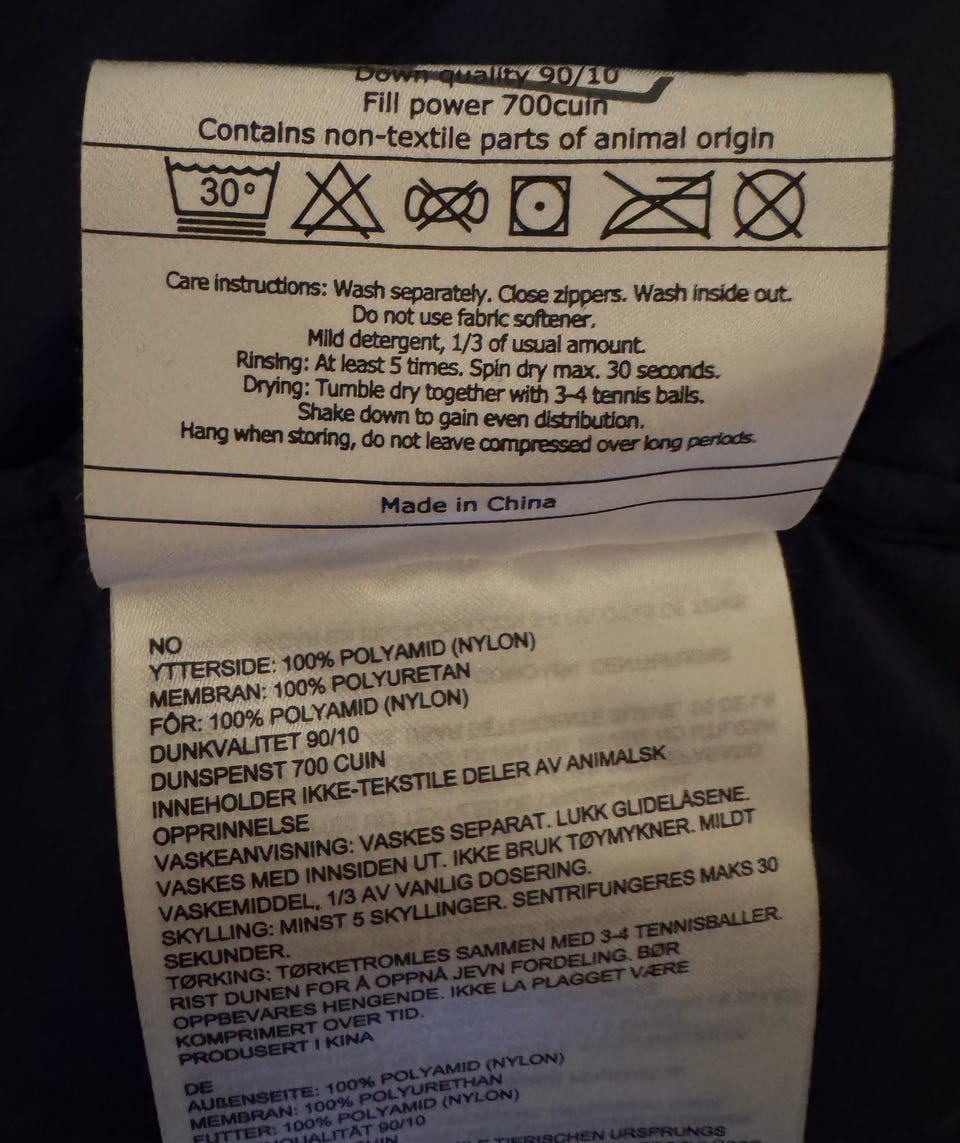 Down quality 90/10
Fill power 700cuin
Contains non-textile parts of animal origin
30°
Care instructions: Wash separately. Close zippers. Wash inside out.
Do not use fabric softener.
Mild detergent, 1/3 of usual amount.
Rinsing: At least 5 times. Spin dry max. 30 seconds.
Drying: Tumble dry together with 3-4 tennis balls.
Shake down to gain even distribution.
Hang when storing, do not leave compressed over long periods.
Made in China
NO
YTTERSIDE: 100% POLYAMID (NYLON)
MEMBRAN: 100% POLYURETAN
FÔR: 100% POLYAMID (NYLON)
DUNKVALITET 90/10
DUNSPENST 700 CUIN
INNEHOLDER IKKE-TEKSTILE DELER AV ANIMALSK
OPPRINNELSE
VASKEANVISNING: VASKES SEPARAT. LUKK GLIDELÅSENE.
VASKES MED INNSIDEN UT. IKKE BRUK TØYMYKNER. MILDT
VASKEMIDDEL, 1/3 AV VANLIG DOSERING.
SKYLLING: MINST 5 SKYLLINGER. SENTRIFUNGERES MAKS 30
SEKUNDER.
TØRKING: TØRKETROMLES SAMMEN MED 3-4 TENNISBALLER.
RIST DUNEN FOR Å OPPNÅ JEVN FORDELING. BØR
OPPBEVARES HENGENDE. IKKE LA PLAGGET VÆRE
KOMPRIMERT OVER TID.
PRODUSERT I KINA
DE
AUßENSEITE: 100% POLYAMID (NYLON)
MEMBRAN: 100% POLYURETHAN
FUTTER: 100% POLYAMID (NYLON)
90/10
CUIN
TIERISCHEN URSPRUNGS